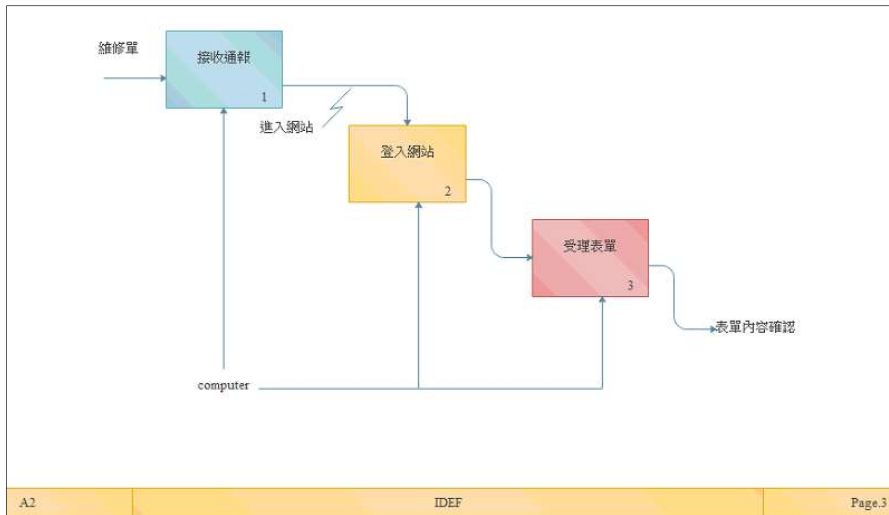 維修單
接收通報
1
進入網站
登入網站
2
受理表單
3
表單內容確認
computer
A2
IDEF
Page.3